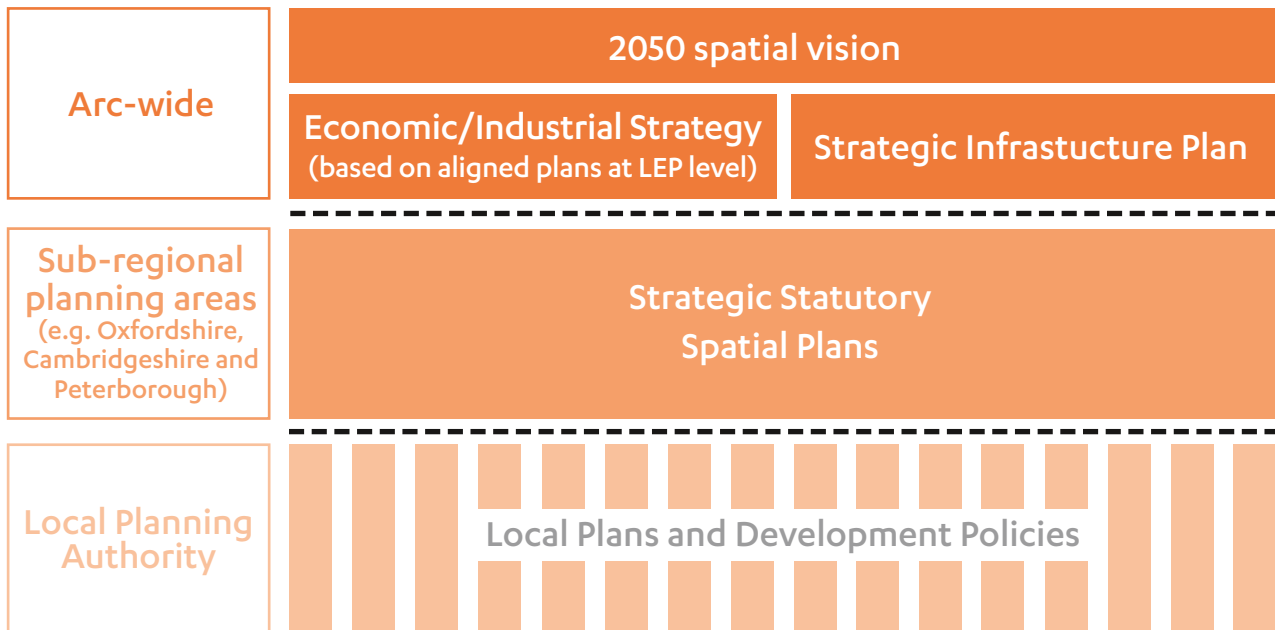 Arc-wide
2050 spatial vision
Economic/Industrial Strategy
(based on aligned plans at LEP level)
Strategic Infrastucture Plan
Sub-regional
planning areas
(e.g. Oxfordshire,
Cambridgeshire and
Peterborough)
Strategic Statutory
Spatial Plans
Local Planning
Authority
Local Plans and Development Policies